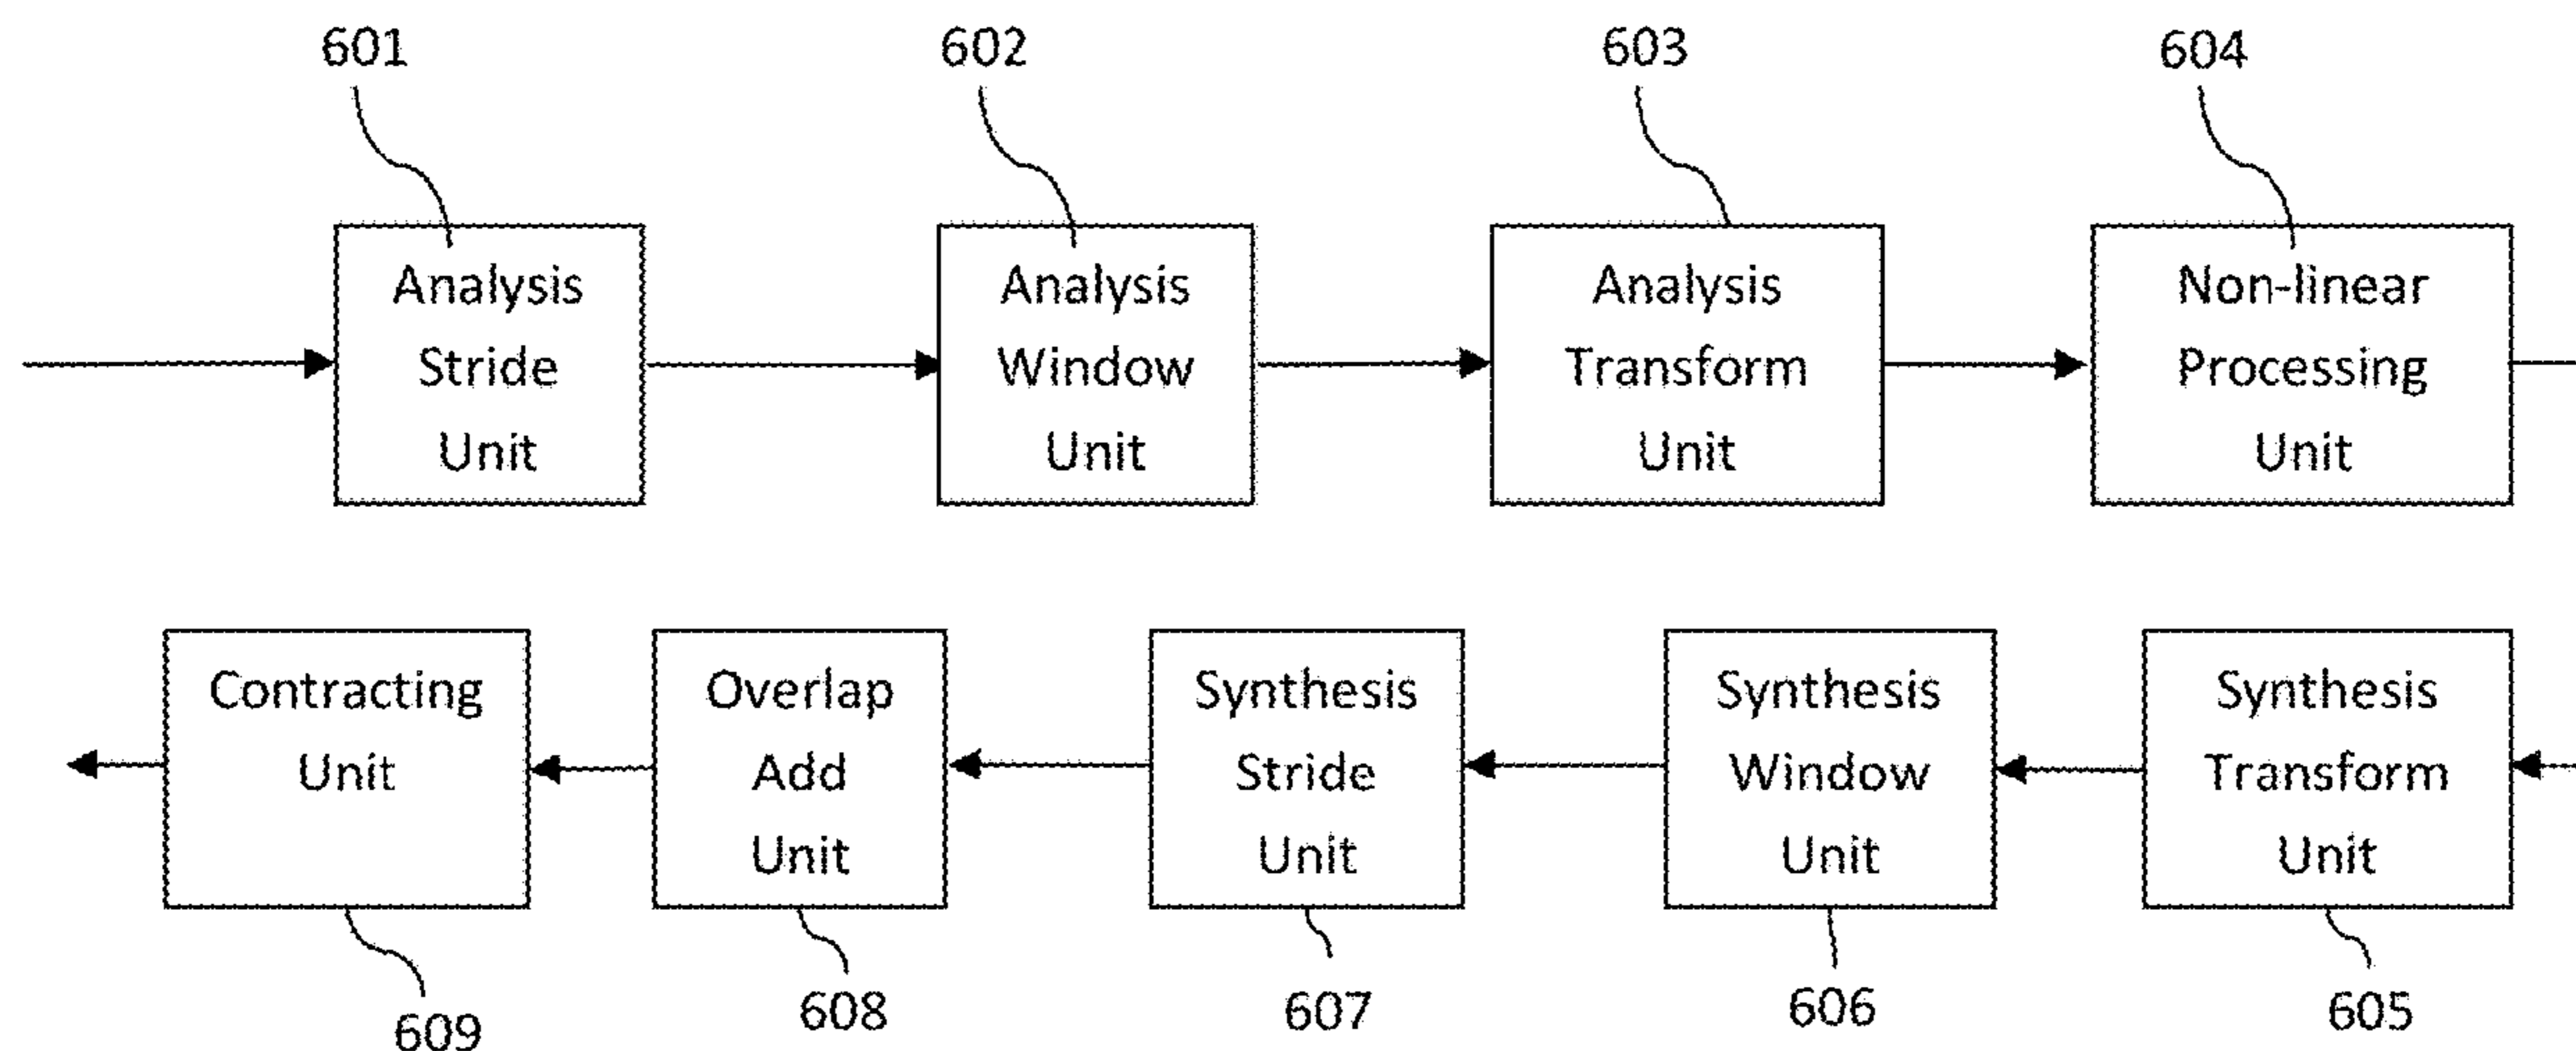 601
602
603
604
Analysis
Stride
Unit
Analysis
Window
Unit
Analysis
Transform
Unit
Non-linear
Processing
Unit
Contracting
Unit
Overlap
Add
Unit
Synthesis
Stride
Unit
Synthesis
Window
Unit
Synthesis
Transform
Unit
609
608
607
606
605